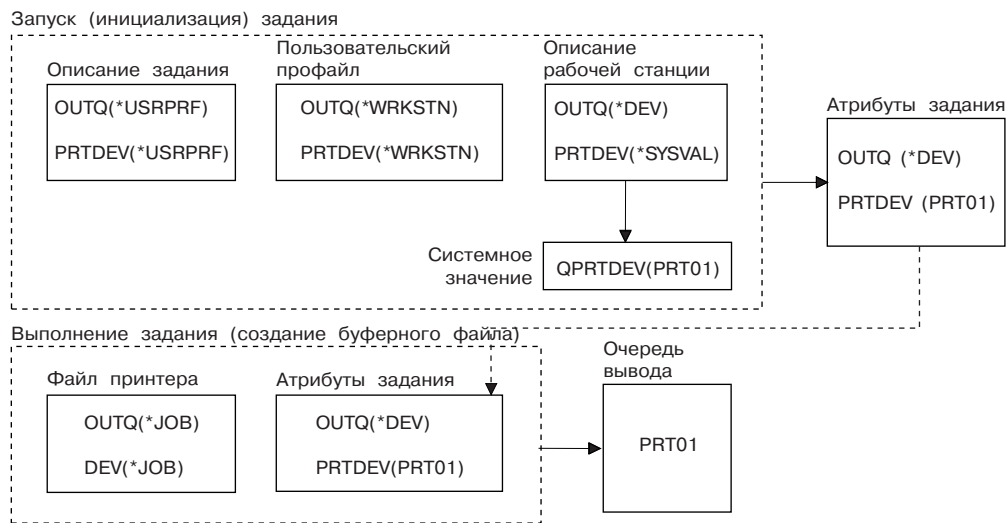 Запуск (инициализация) задания
Описание задания
OUTQ(*USRPRF)
PRTDEV(*USRPRF)
Пользовательский
профайл
OUTQ(*WRKSTN)
PRTDEV(*WRKSTN)
Описание
рабочей станции
OUTQ(*DEV)
PRTDEV(*SYSVAL)
Системное
значение
QPRTDEV(PRT01)
Атрибуты задания
OUTQ (*DEV)
PRTDEV (PRT01)
Выполнение задания (создание буферного файла)
Файл принтера
OUTQ(*JOB)
DEV(*JOB)
Атрибуты задания
OUTQ(*DEV)
PRTDEV(PRT01)
Очередь
вывода
PRT01